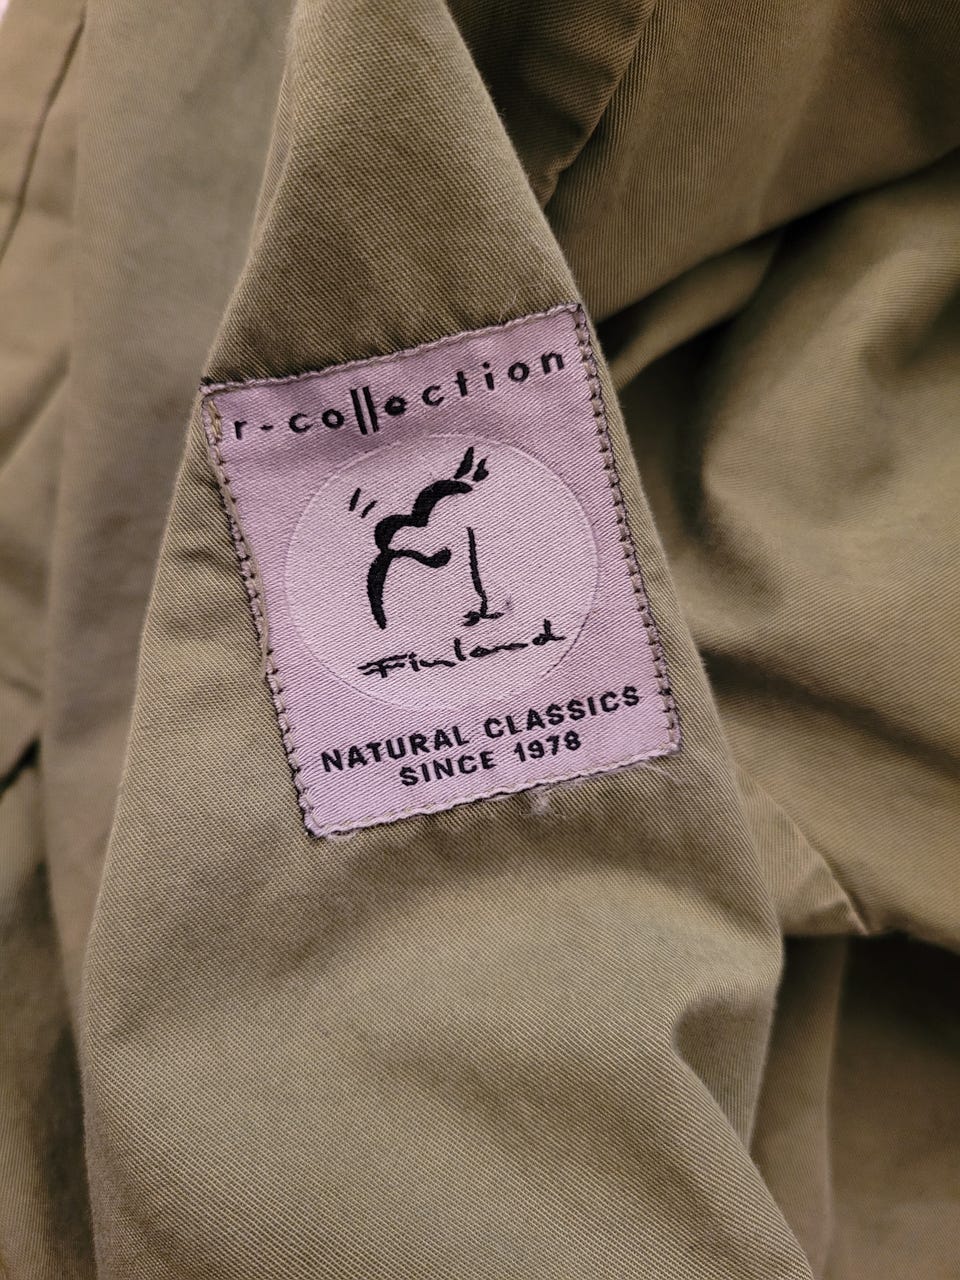 r-collection
Finland
NATURAL CLASSICS
SINCE 1978